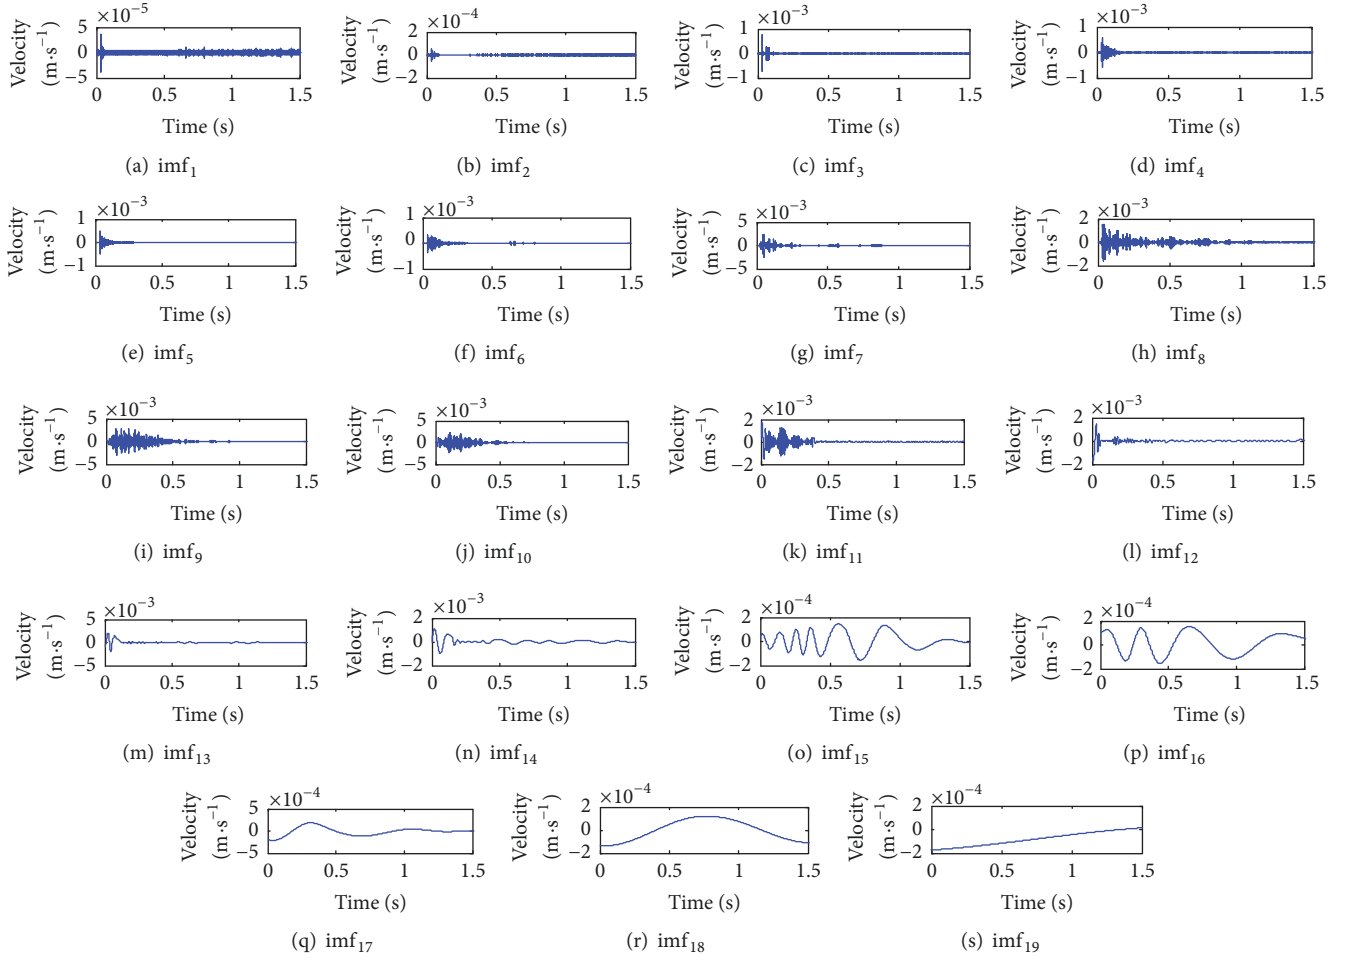 ×10⁻⁵
Velocity
(m·s⁻¹)
5
0
−5
0 0.5 1 1.5
Time (s)
(a) imf₁
×10⁻⁴
Velocity
(m·s⁻¹)
2
0
−2
0 0.5 1 1.5
Time (s)
(b) imf₂
×10⁻³
Velocity
(m·s⁻¹)
1
0
−1
0 0.5 1 1.5
Time (s)
(c) imf₃
×10⁻³
Velocity
(m·s⁻¹)
1
0
−1
0 0.5 1 1.5
Time (s)
(d) imf₄
×10⁻³
Velocity
(m·s⁻¹)
1
0
−1
0 0.5 1 1.5
Time (s)
(e) imf₅
×10⁻³
Velocity
(m·s⁻¹)
1
0
−1
0 0.5 1 1.5
Time (s)
(f) imf₆
×10⁻³
Velocity
(m·s⁻¹)
5
0
−5
0 0.5 1 1.5
Time (s)
(g) imf₇
×10⁻³
Velocity
(m·s⁻¹)
2
0
−2
0 0.5 1 1.5
Time (s)
(h) imf₈
×10⁻³
Velocity
(m·s⁻¹)
5
0
−5
0 0.5 1 1.5
Time (s)
(i) imf₉
×10⁻³
Velocity
(m·s⁻¹)
5
0
−5
0 0.5 1 1.5
Time (s)
(j) imf₁₀
×10⁻³
Velocity
(m·s⁻¹)
2
0
−2
0 0.5 1 1.5
Time (s)
(k) imf₁₁
×10⁻³
Velocity
(m·s⁻¹)
2
0
−2
0 0.5 1 1.5
Time (s)
(l) imf₁₂
×10⁻³
Velocity
(m·s⁻¹)
5
0
−5
0 0.5 1 1.5
Time (s)
(m) imf₁₃
×10⁻³
Velocity
(m·s⁻¹)
2
0
−2
0 0.5 1 1.5
Time (s)
(n) imf₁₄
×10⁻⁴
Velocity
(m·s⁻¹)
2
0
−2
0 0.5 1 1.5
Time (s)
(o) imf₁₅
×10⁻⁴
Velocity
(m·s⁻¹)
2
0
−2
0 0.5 1 1.5
Time (s)
(p) imf₁₆
×10⁻⁴
Velocity
(m·s⁻¹)
5
0
−5
0 0.5 1 1.5
Time (s)
(q) imf₁₇
×10⁻⁴
Velocity
(m·s⁻¹)
2
0
−2
0 0.5 1 1.5
Time (s)
(r) imf₁₈
×10⁻⁴
Velocity
(m·s⁻¹)
2
0
−2
0 0.5 1 1.5
Time (s)
(s) imf₁₉